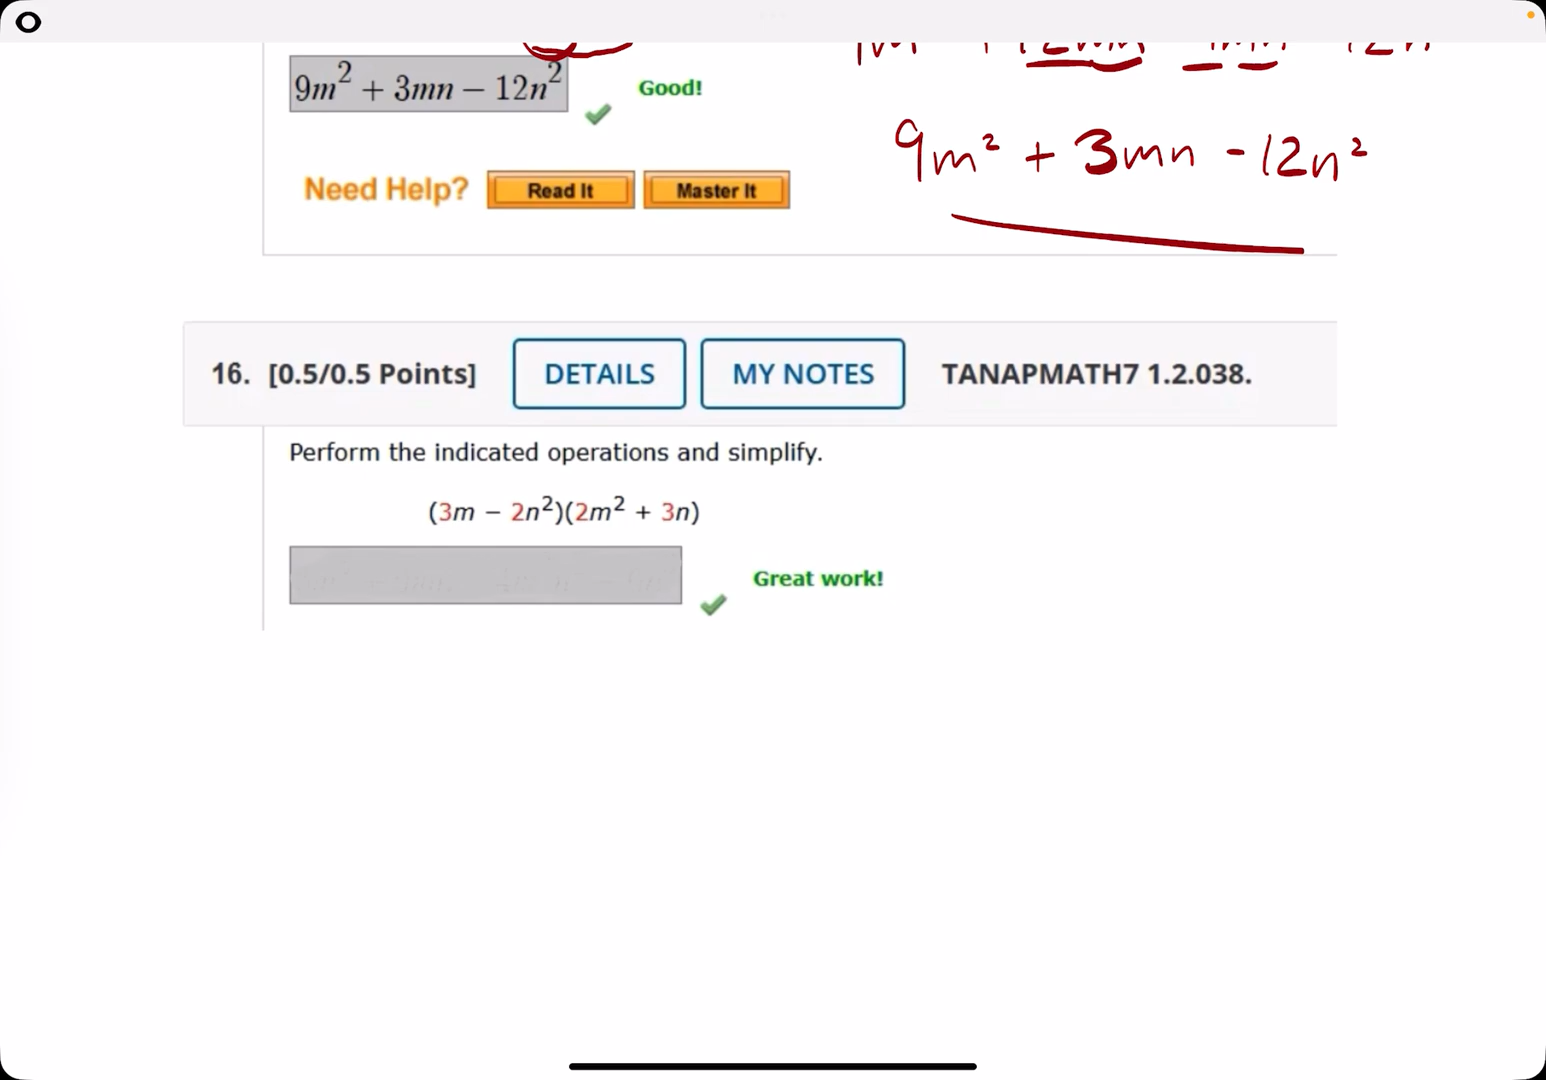 9m² + 3mn − 12n²
Good!
9m² + 3mn - 12n²
Need Help? Read It Master It
16. [0.5/0.5 Points] DETAILS MY NOTES TANAPMATH7 1.2.038.
Perform the indicated operations and simplify.
(3m − 2n²)(2m² + 3n)
Great work!